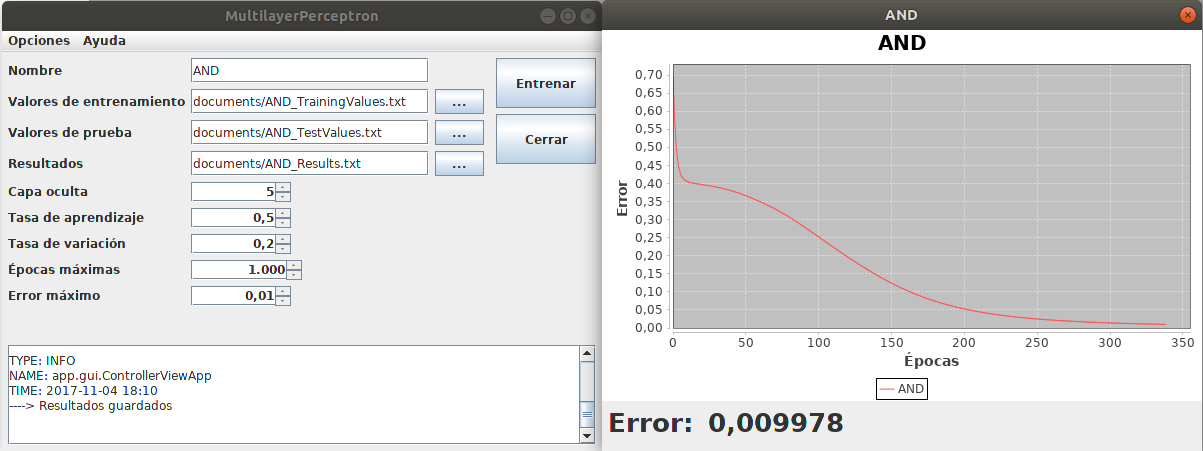 MultilayerPerceptron
Opciones Ayuda
Nombre AND
Entrenar
Valores de entrenamiento documents/AND_TrainingValues.txt ...
Valores de prueba documents/AND_TestValues.txt ...
Cerrar
Resultados documents/AND_Results.txt ...
Capa oculta 5
Tasa de aprendizaje 0,5
Tasa de variación 0,2
Épocas máximas 1.000
Error máximo 0,01
TYPE: INFO
NAME: app.gui.ControllerViewApp
TIME: 2017-11-04 18:10
----> Resultados guardados
AND
AND
0,70
0,65
0,60
0,55
0,50
0,45
0,40
0,35
0,30
0,25
0,20
0,15
0,10
0,05
0,00
Error
0 50 100 150 200 250 300 350
Épocas
AND
Error: 0,009978